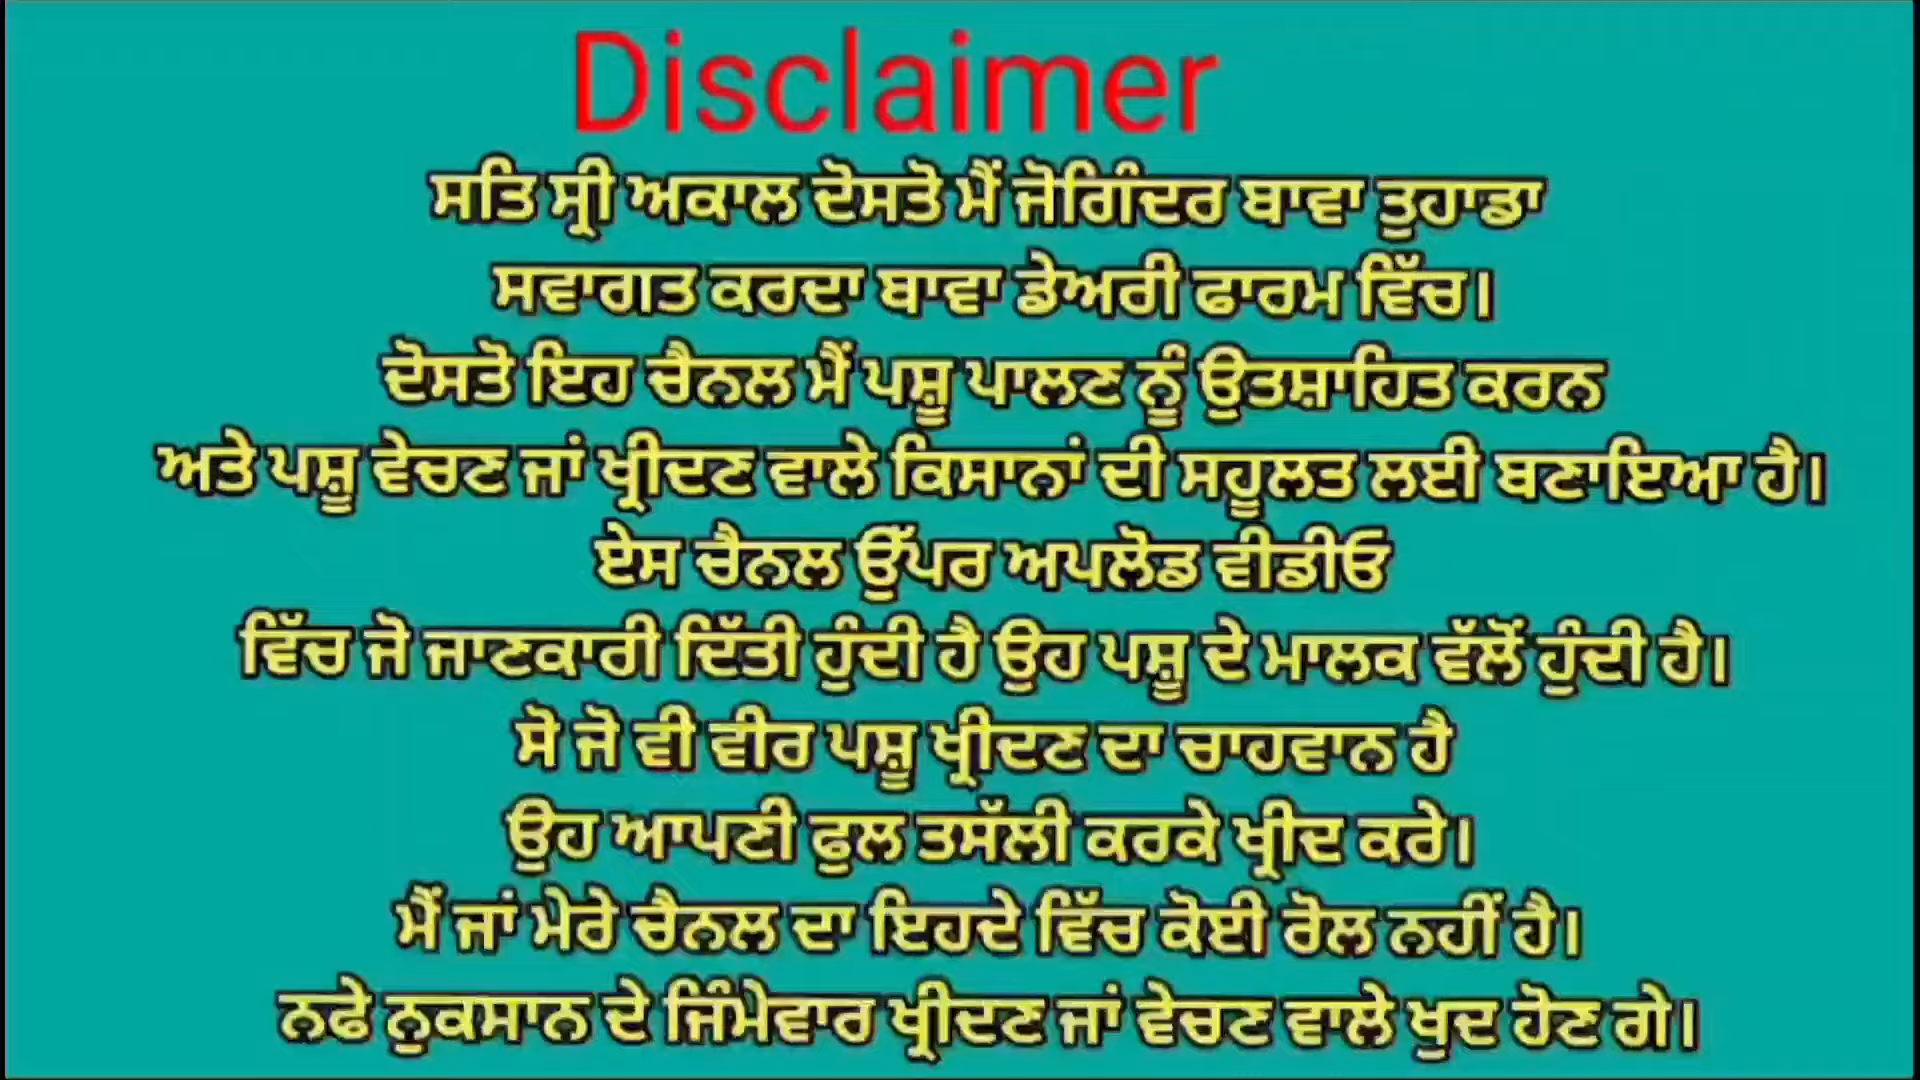 Disclaimer
ਸਤਿ ਸ੍ਰੀ ਅਕਾਲ ਦੋਸਤੋ ਮੈਂ ਜੋਗਿੰਦਰ ਬਾਵਾ ਤੁਹਾਡਾ
ਸਵਾਗਤ ਕਰਦਾ ਬਾਵਾ ਡੇਅਰੀ ਫਾਰਮ ਵਿੱਚ।
ਦੋਸਤੋ ਇਹ ਚੈਨਲ ਮੈਂ ਪਸ਼ੂ ਪਾਲਣ ਨੂੰ ਉਤਸ਼ਾਹਿਤ ਕਰਨ
ਅਤੇ ਪਸ਼ੂ ਵੇਚਣ ਜਾਂ ਖ੍ਰੀਦਣ ਵਾਲੇ ਕਿਸਾਨਾਂ ਦੀ ਸਹੂਲਤ ਲਈ ਬਣਾਇਆ ਹੈ।
ਏਸ ਚੈਨਲ ਉੱਪਰ ਅਪਲੋਡ ਵੀਡੀਓ
ਵਿੱਚ ਜੋ ਜਾਣਕਾਰੀ ਦਿੱਤੀ ਹੁੰਦੀ ਹੈ ਉਹ ਪਸ਼ੂ ਦੇ ਮਾਲਕ ਵੱਲੋਂ ਹੁੰਦੀ ਹੈ।
ਸੋ ਜੋ ਵੀ ਵੀਰ ਪਸ਼ੂ ਖ੍ਰੀਦਣ ਦਾ ਚਾਹਵਾਨ ਹੈ
ਉਹ ਆਪਣੀ ਫੁਲ ਤਸੱਲੀ ਕਰਕੇ ਖ੍ਰੀਦ ਕਰੇ।
ਮੈਂ ਜਾਂ ਮੇਰੇ ਚੈਨਲ ਦਾ ਇਹਦੇ ਵਿੱਚ ਕੋਈ ਰੋਲ ਨਹੀਂ ਹੈ।
ਨਫੇ ਨੁਕਸਾਨ ਦੇ ਜਿੰਮੇਵਾਰ ਖ੍ਰੀਦਣ ਜਾਂ ਵੇਚਣ ਵਾਲੇ ਖੁਦ ਹੋਣ ਗੇ।